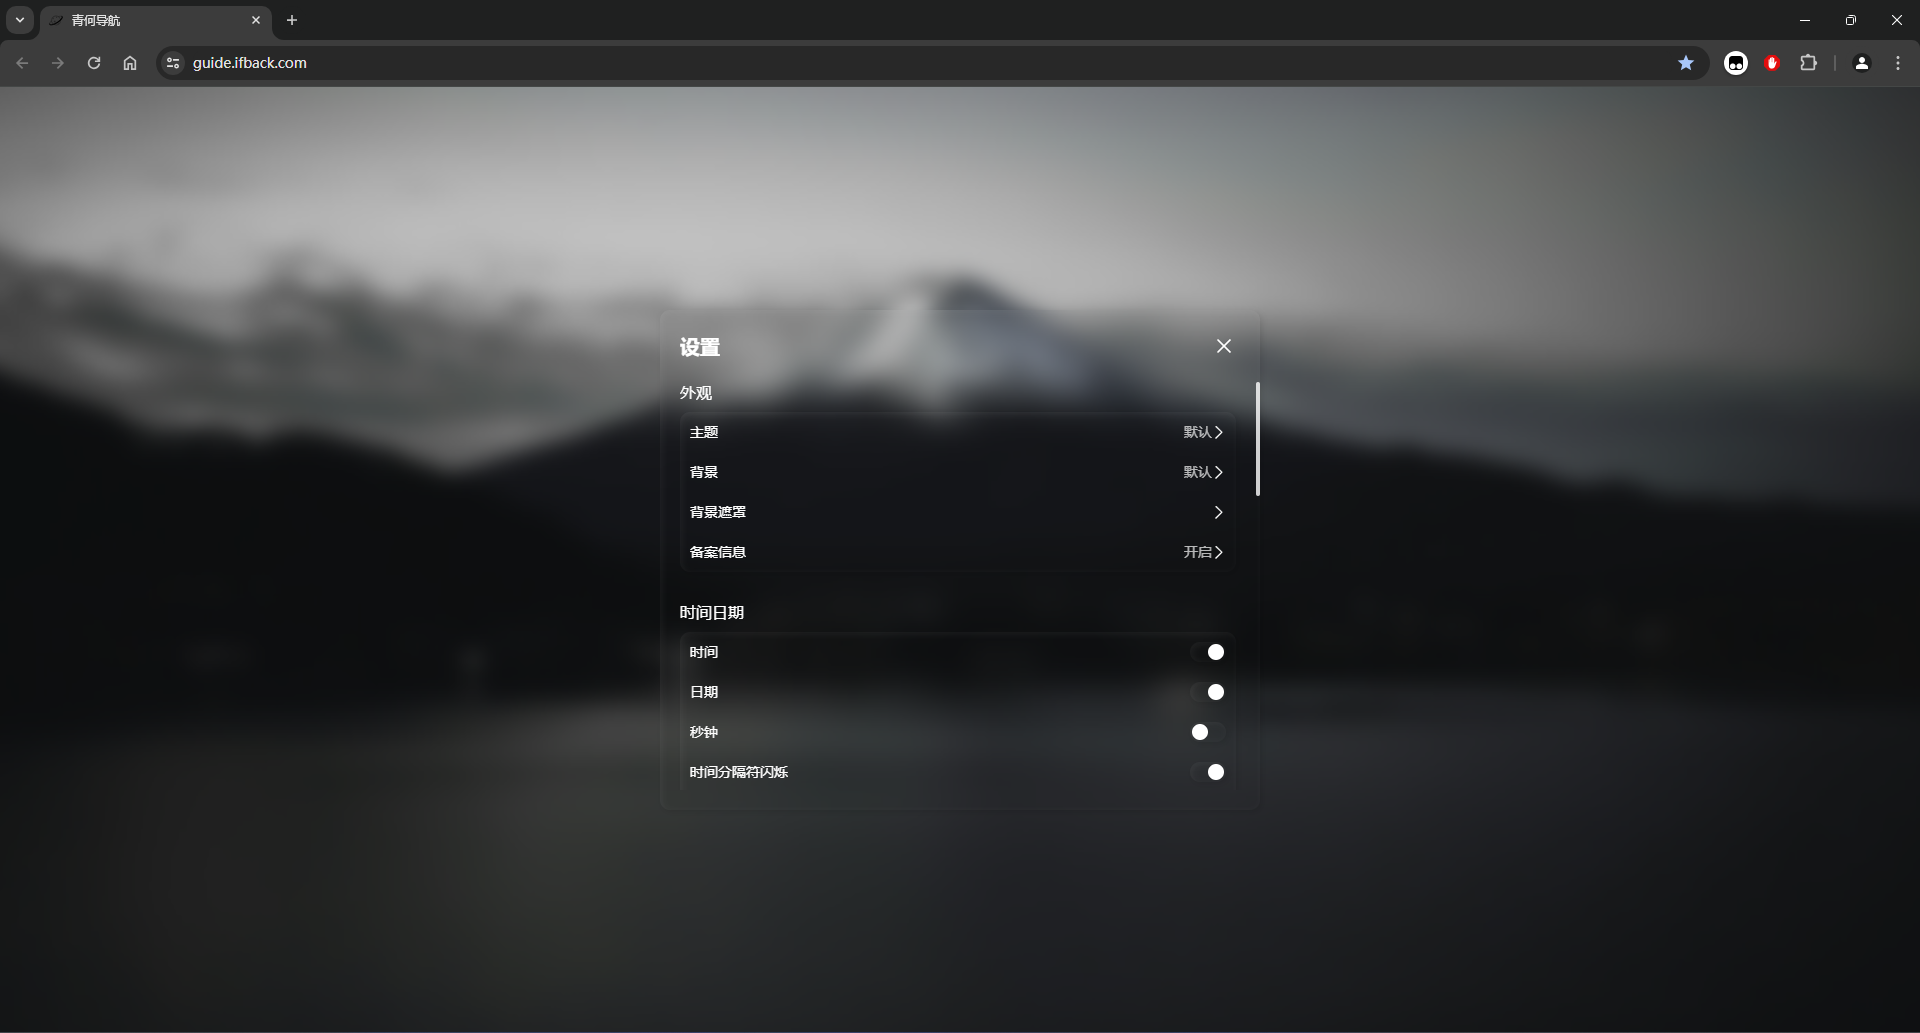 青何导航
guide.ifback.com
设置
外观
主题 默认
背景 默认
背景遮罩
备案信息 开启
时间日期
时间
日期
秒钟
时间分隔符闪烁